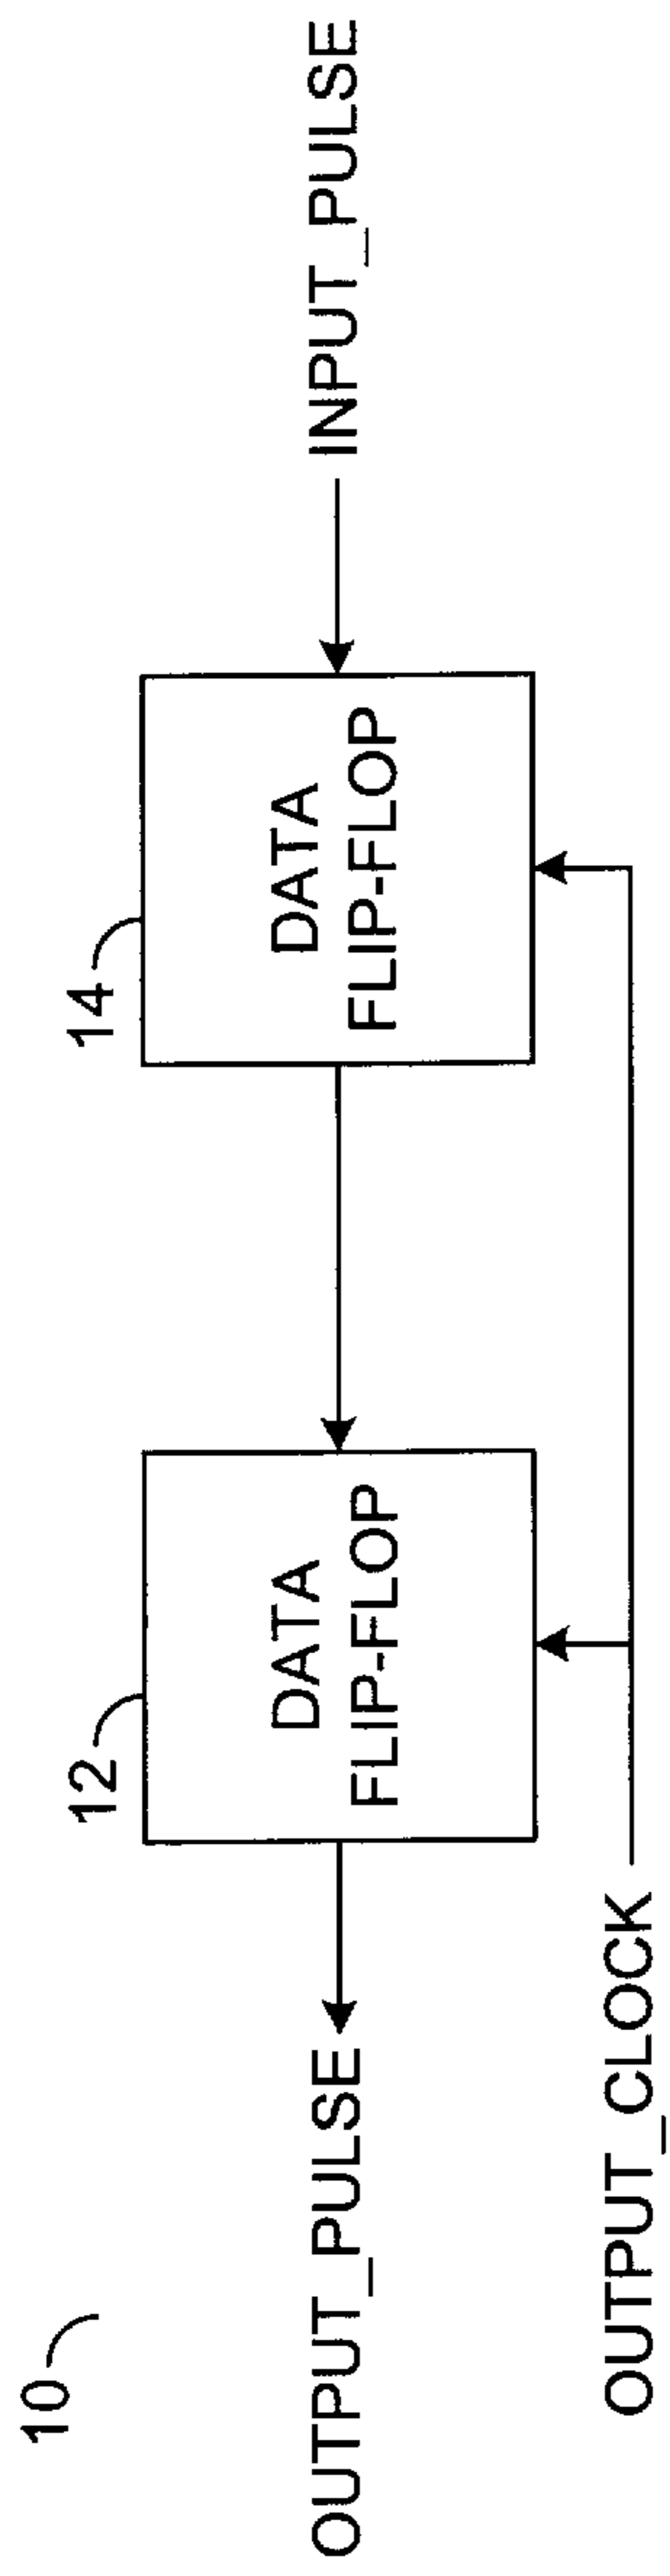 10
OUTPUT_PULSE
12
DATA
FLIP-FLOP
14
DATA
FLIP-FLOP
INPUT_PULSE
OUTPUT_CLOCK